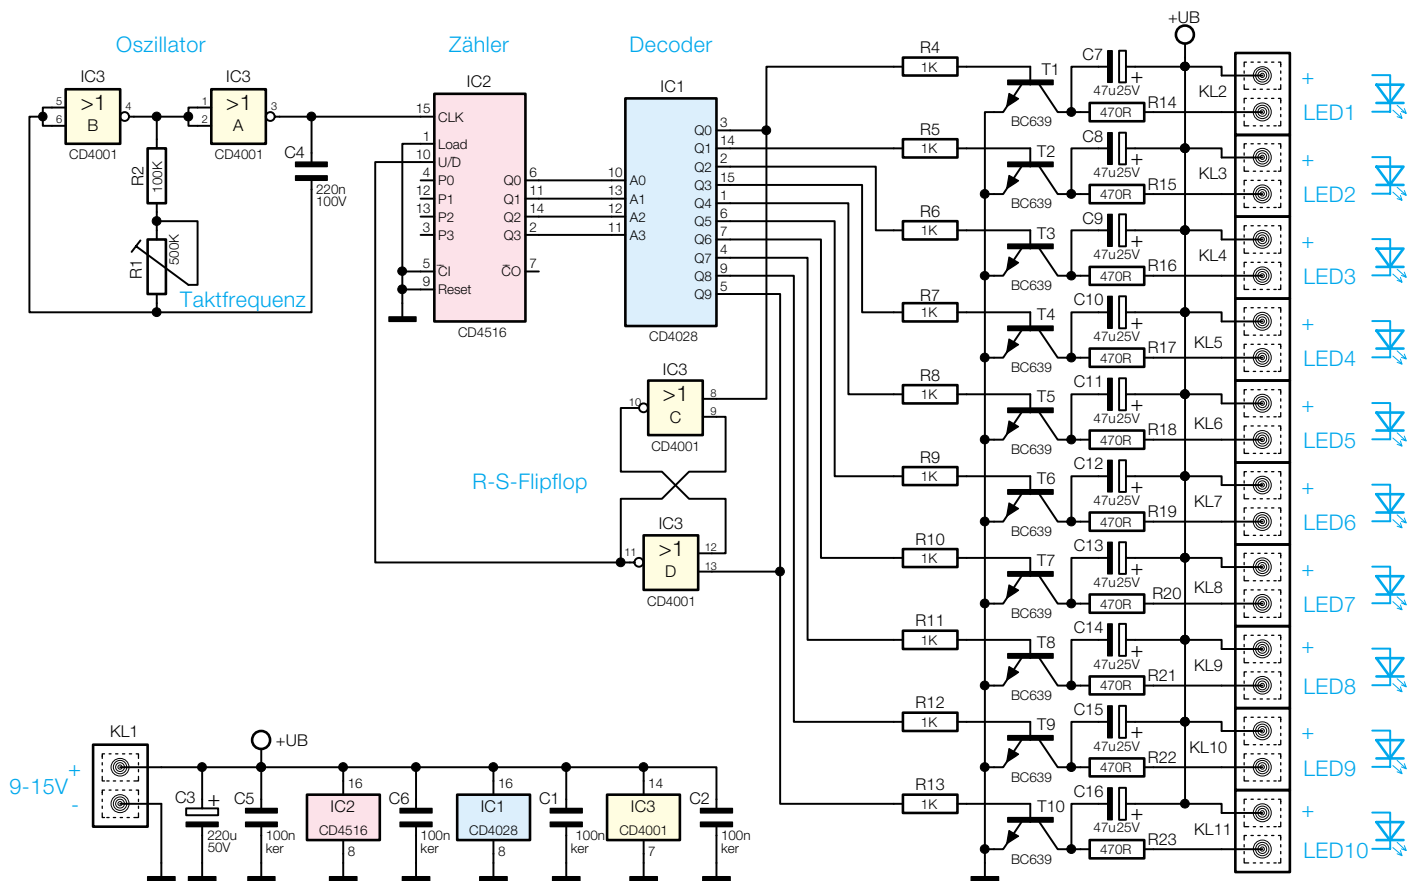 Oszillator
Zähler
Decoder
+UB
IC3
>1
B
5
6
4
CD4001
IC3
>1
A
1
2
3
CD4001
R2
100K
R1
500K
Taktfrequenz
C4
220n
100V
IC2
15 CLK
1 Load
10 U/D
4 P0
12 P1
13 P2
3 P3
5 CI
9 Reset
Q0 6
Q1 11
Q2 14
Q3 2
CO 7
CD4516
IC1
10 A0
13 A1
12 A2
11 A3
Q0 3
Q1 14
Q2 2
Q3 15
Q4 1
Q5 6
Q6 7
Q7 4
Q8 9
Q9 5
CD4028
IC3
>1
C
10
8
9
CD4001
R-S-Flipflop
IC3
>1
D
11
12
13
CD4001
R4 1K T1 BC639 C7 + 47u25V 470R R14 KL2 + LED1
R5 1K T2 BC639 C8 + 47u25V 470R R15 KL3 + LED2
R6 1K T3 BC639 C9 + 47u25V 470R R16 KL4 + LED3
R7 1K T4 BC639 C10 + 47u25V 470R R17 KL5 + LED4
R8 1K T5 BC639 C11 + 47u25V 470R R18 KL6 + LED5
R9 1K T6 BC639 C12 + 47u25V 470R R19 KL7 + LED6
R10 1K T7 BC639 C13 + 47u25V 470R R20 KL8 + LED7
R11 1K T8 BC639 C14 + 47u25V 470R R21 KL9 + LED8
R12 1K T9 BC639 C15 + 47u25V 470R R22 KL10 + LED9
R13 1K T10 BC639 C16 + 47u25V 470R R23 KL11 + LED10
KL1
9-15V
+
-
+UB
C3
+
220u
50V
C5
100n
ker
16
IC2
CD4516
8
C6
100n
ker
16
IC1
CD4028
8
C1
100n
ker
14
IC3
CD4001
7
C2
100n
ker